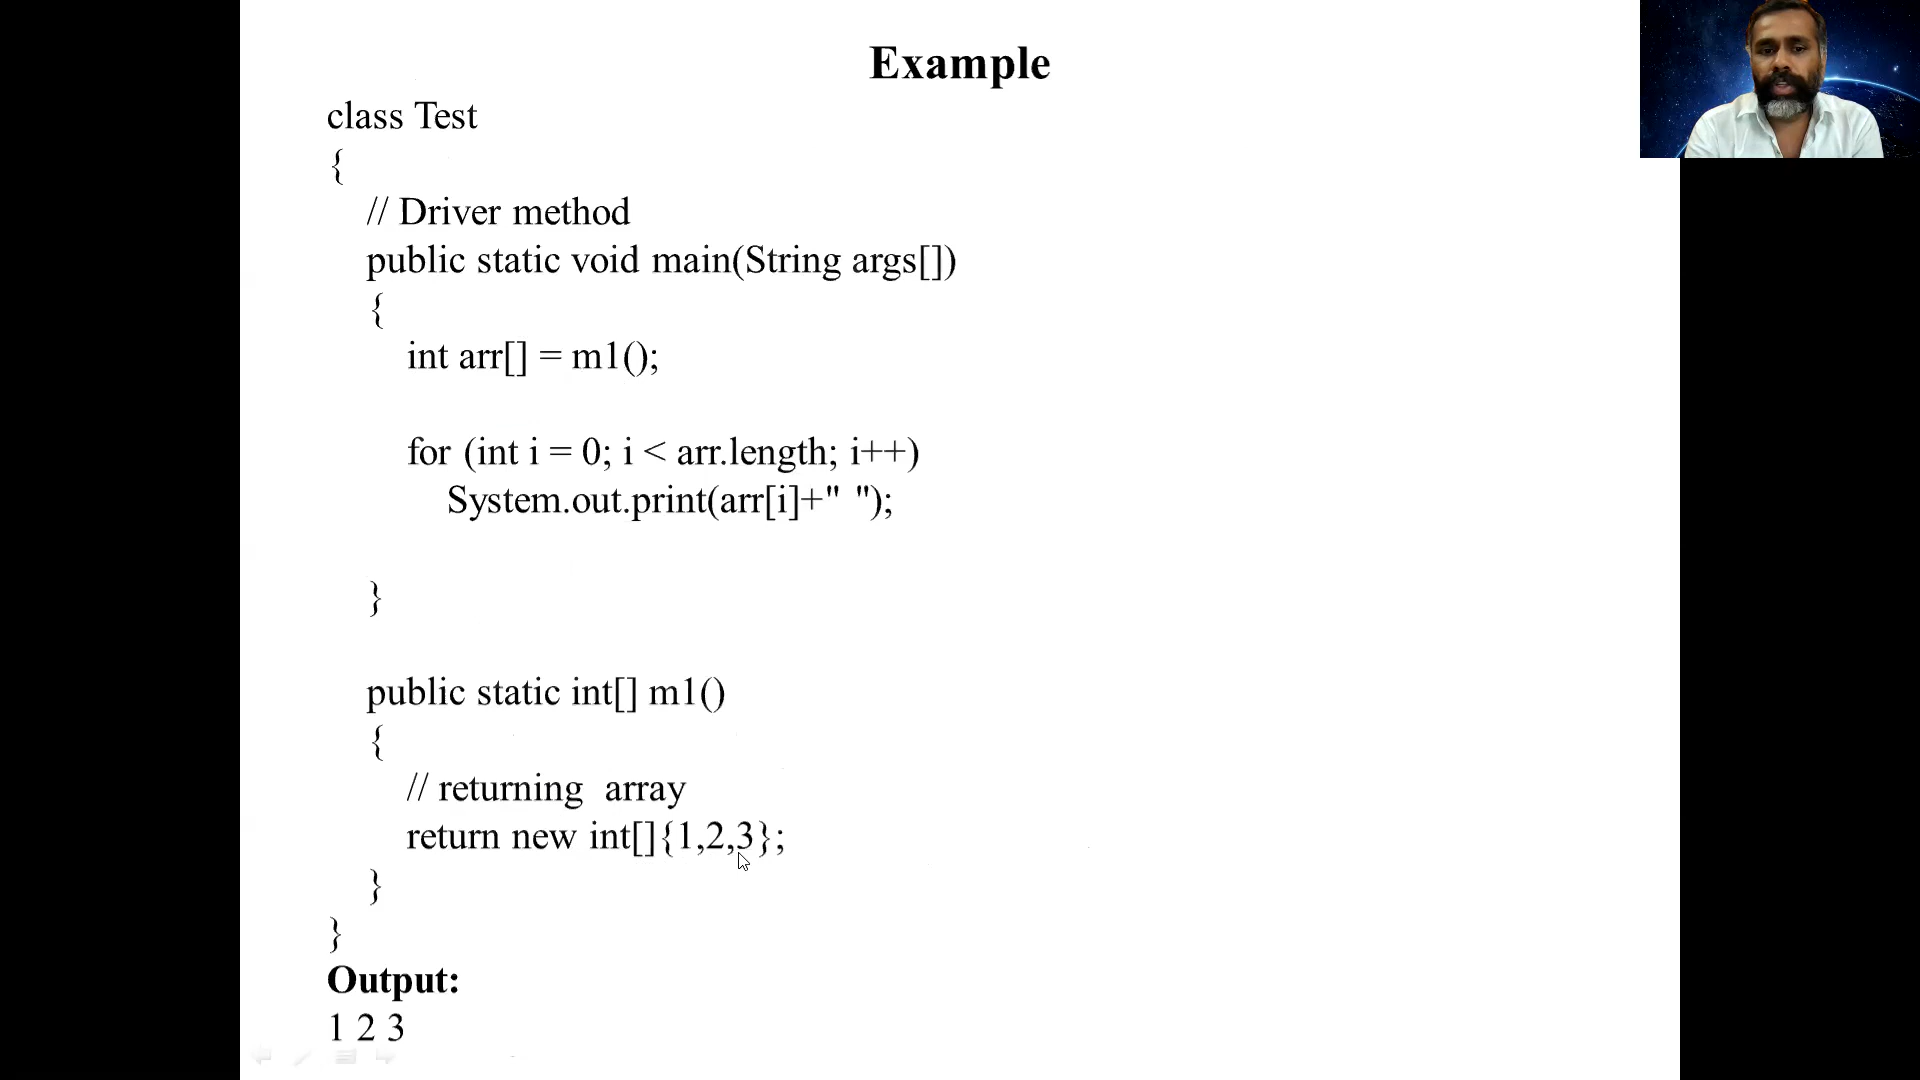 Example
class Test
{
// Driver method
public static void main(String args[])
{
int arr[] = m1();
for (int i = 0; i < arr.length; i++)
System.out.print(arr[i]+" ");
}
public static int[] m1()
{
// returning  array
return new int[]{1,2,3};
}
}
Output:
1 2 3